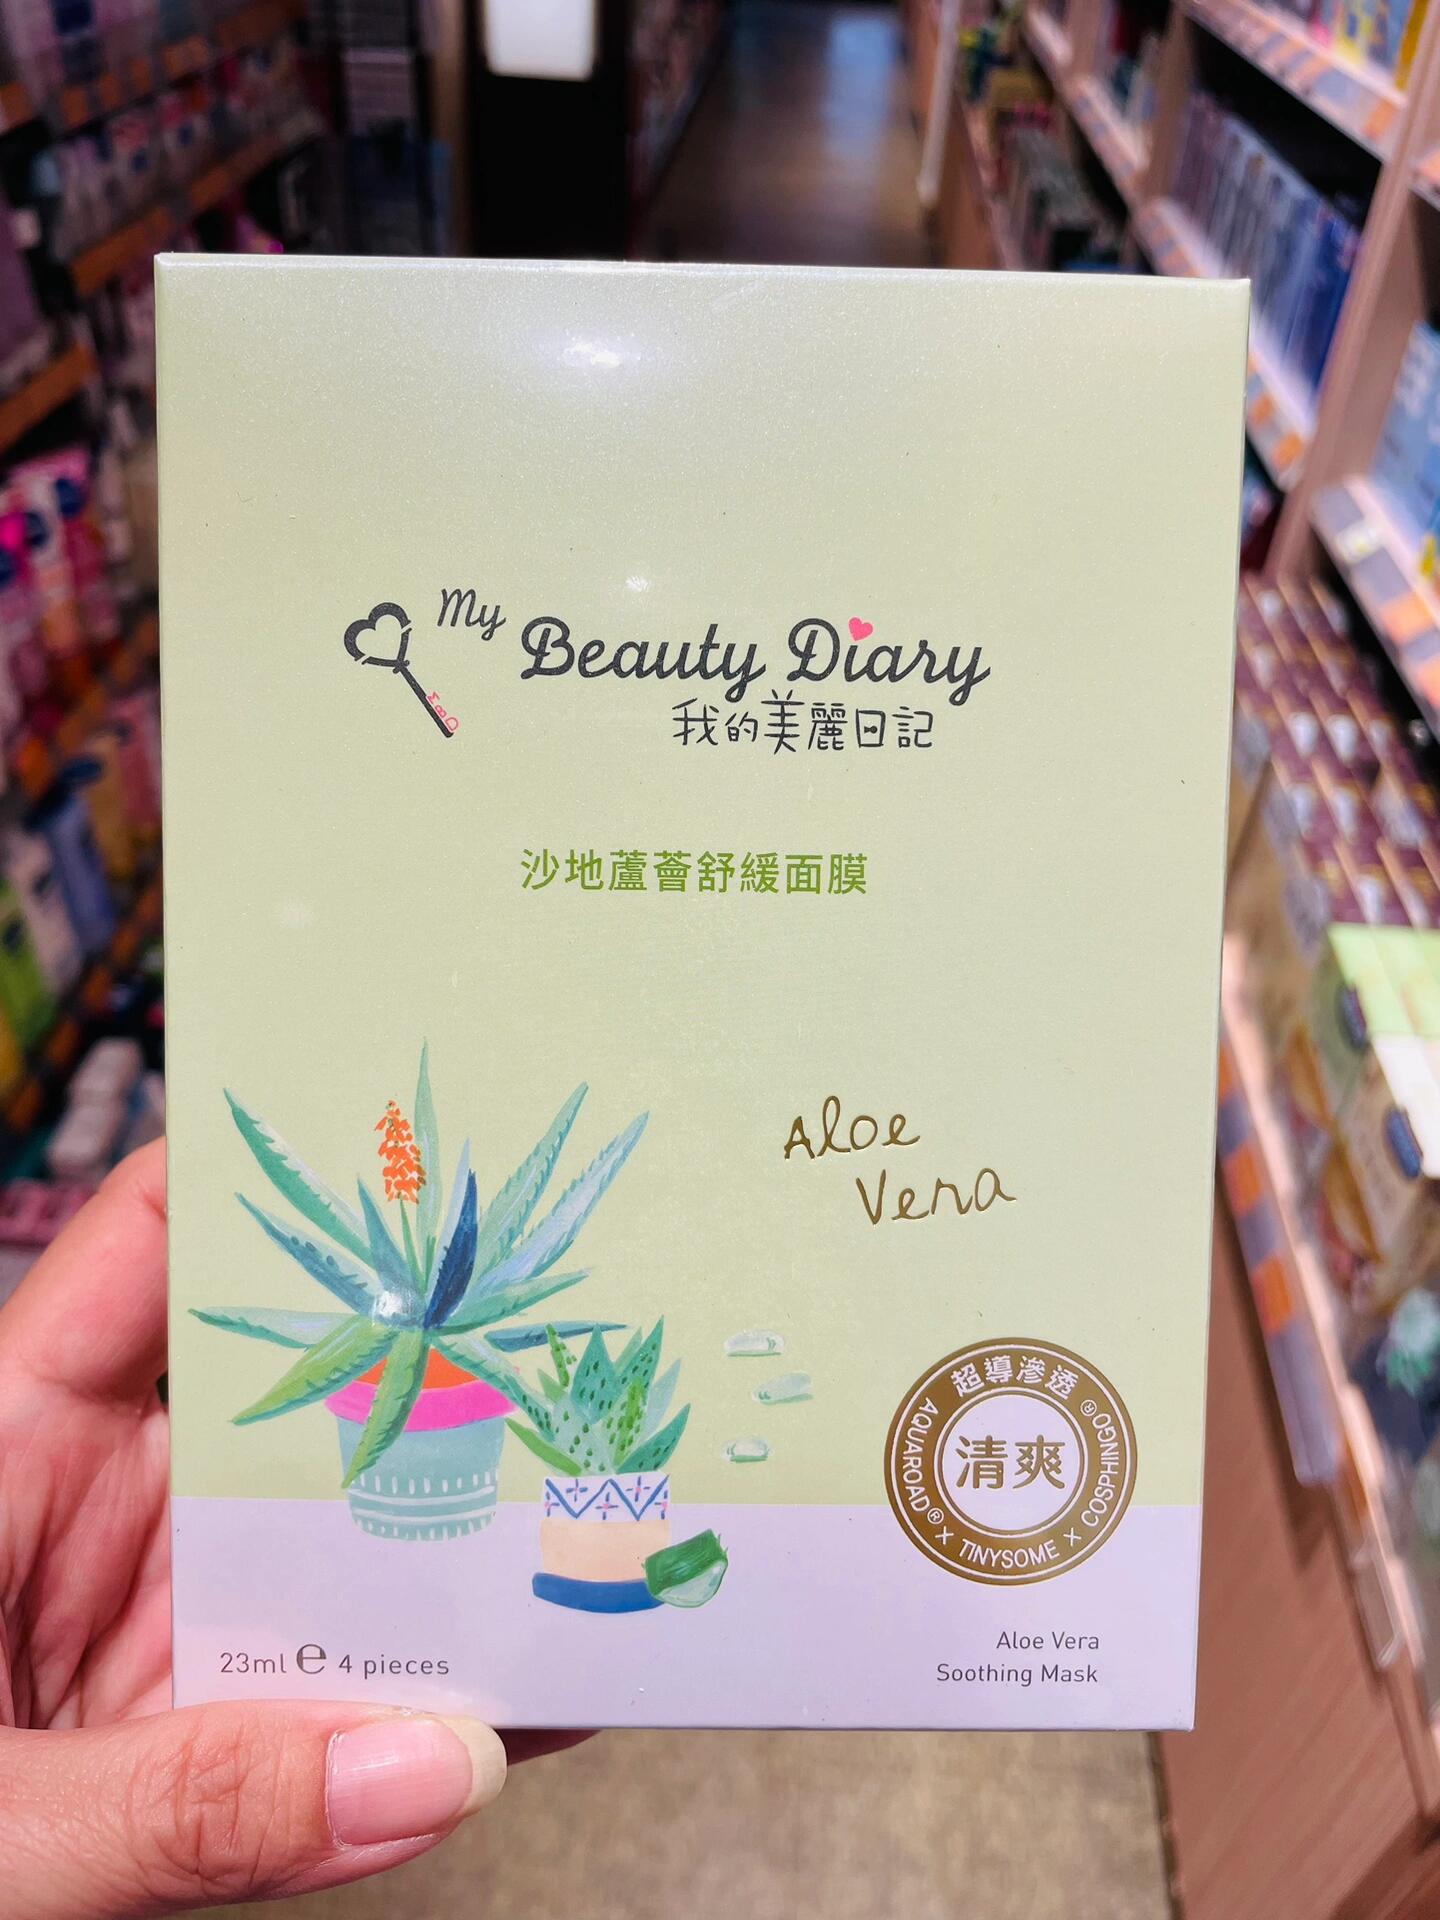 My Beauty Diary
我的美麗日記
沙地蘆薈舒緩面膜
Aloe
Vera
超導滲透
清爽
AQUAROAD® X TINYSOME X COSPHINGO®
23ml e 4 pieces
Aloe Vera
Soothing Mask